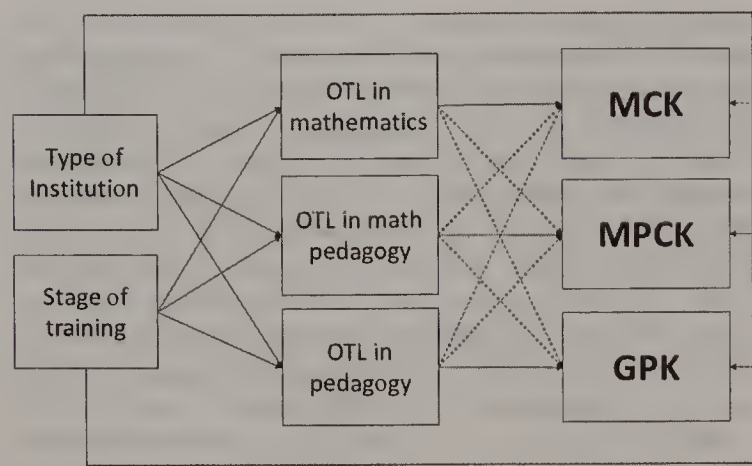 Type of
Institution
Stage of
training
OTL in
mathematics
OTL in math
pedagogy
OTL in
pedagogy
MCK
MPCK
GPK